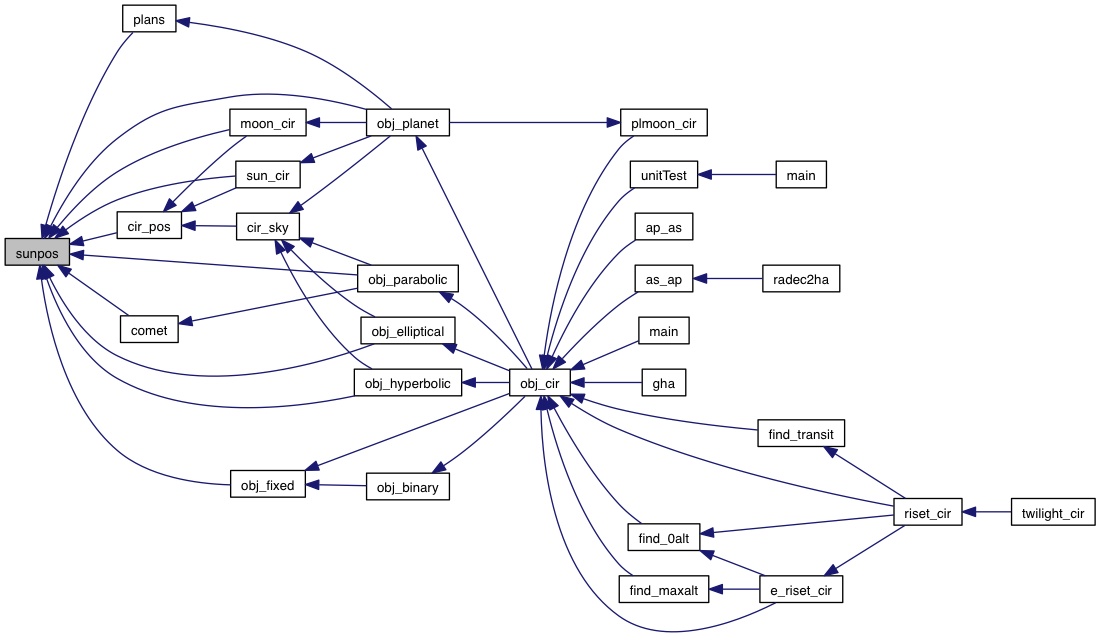 plans
moon_cir
obj_planet
plmoon_cir
sun_cir
unitTest
main
cir_pos
cir_sky
ap_as
sunpos
obj_parabolic
as_ap
radec2ha
comet
obj_elliptical
main
obj_hyperbolic
obj_cir
gha
find_transit
obj_fixed
obj_binary
riset_cir
twilight_cir
find_0alt
find_maxalt
e_riset_cir